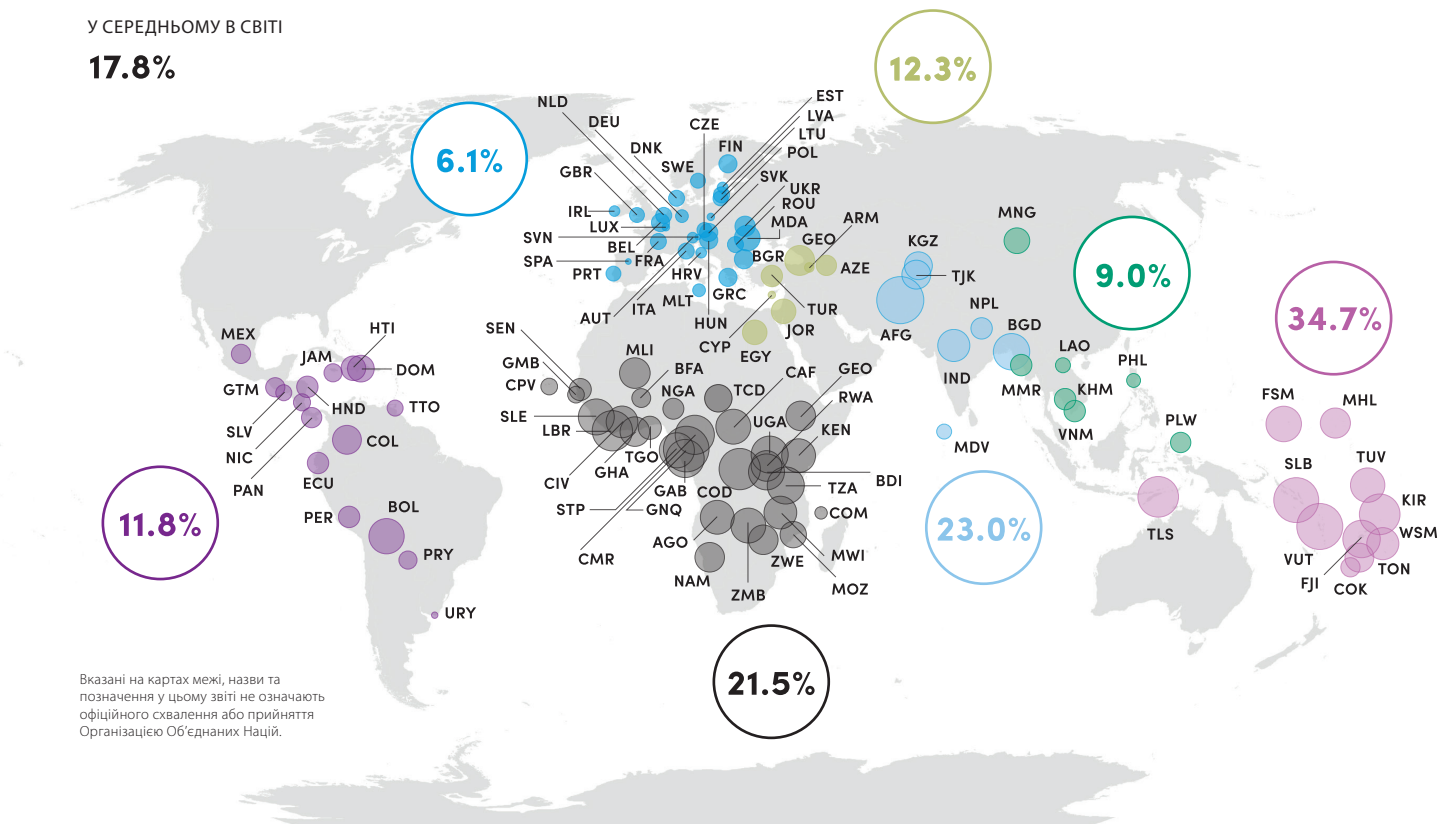 У СЕРЕДНЬОМУ В СВІТІ
17.8%
12.3%
6.1%
9.0%
34.7%
11.8%
23.0%
21.5%
NLD
DEU
DNK
GBR
SWE
CZE
FIN
EST
LVA
LTU
POL
SVK
UKR
ROU
MDA
IRL
LUX
SVN
BEL
SPA
FRA
PRT
HRV
BGR
ITA
MLT
GRC
AUT
HUN
ARM
GEO
AZE
TUR
CYP
JOR
EGY
MNG
KGZ
TJK
NPL
AFG
BGD
IND
MDV
LAO
PHL
MMR
KHM
VNM
PLW
MEX
HTI
JAM
DOM
GTM
HND
TTO
SLV
NIC
COL
PAN
ECU
PER
BOL
PRY
URY
SEN
GMB
CPV
MLI
BFA
NGA
TCD
CAF
GEO
RWA
SLE
LBR
UGA
KEN
TGO
GHA
CIV
GAB
COD
BDI
TZA
STP
GNQ
COM
CMR
AGO
MWI
ZWE
NAM
ZMB
MOZ
FSM
MHL
SLB
TUV
KIR
TLS
WSM
VUT
TON
FJI
COK
Вказані на картах межі, назви та
позначення у цьому звіті не означають
офіційного схвалення або прийняття
Організацією Об’єднаних Націй.